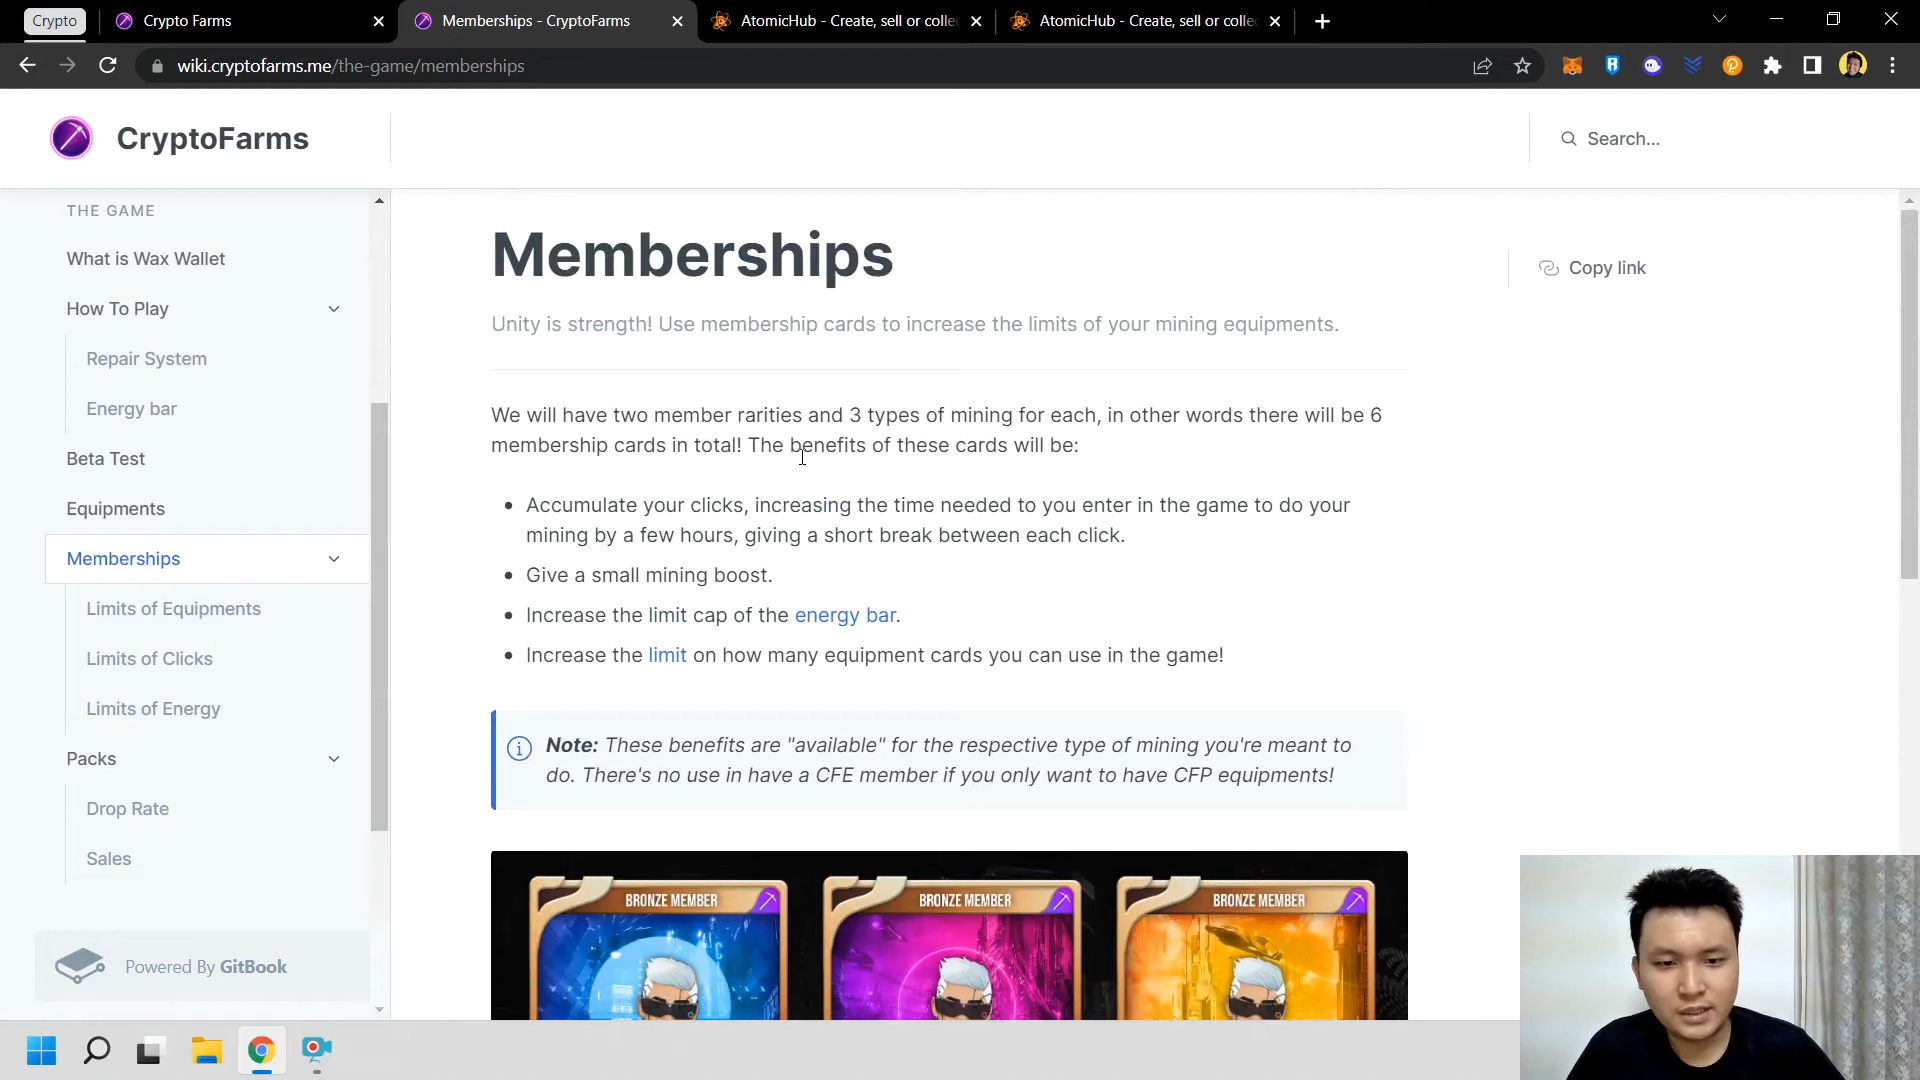 Crypto
Crypto Farms
Memberships - CryptoFarms
AtomicHub - Create, sell or colle
AtomicHub - Create, sell or colle
wiki.cryptofarms.me/the-game/memberships
CryptoFarms
Search...
THE GAME
What is Wax Wallet
How To Play
Repair System
Energy bar
Beta Test
Equipments
Memberships
Limits of Equipments
Limits of Clicks
Limits of Energy
Packs
Drop Rate
Sales
Powered By GitBook
Memberships
Copy link
Unity is strength! Use membership cards to increase the limits of your mining equipments.
We will have two member rarities and 3 types of mining for each, in other words there will be 6
membership cards in total! The benefits of these cards will be:
• Accumulate your clicks, increasing the time needed to you enter in the game to do your
mining by a few hours, giving a short break between each click.
• Give a small mining boost.
• Increase the limit cap of the energy bar.
• Increase the limit on how many equipment cards you can use in the game!
Note: These benefits are "available" for the respective type of mining you're meant to
do. There's no use in have a CFE member if you only want to have CFP equipments!
BRONZE MEMBER
BRONZE MEMBER
BRONZE MEMBER